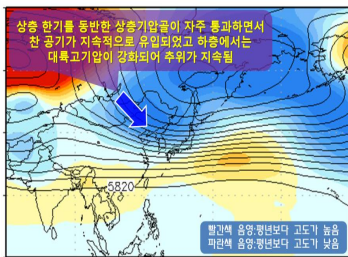 상층 한기를 동반한 상층기압골이 자주 통과하면서
찬 공기가 지속적으로 유입되었고 하층에서는
대륙고기압이 강화되어 추위가 지속됨
5820
빨간색 음영:평년보다 고도가 높음
파란색 음영:평년보다 고도가 낮음